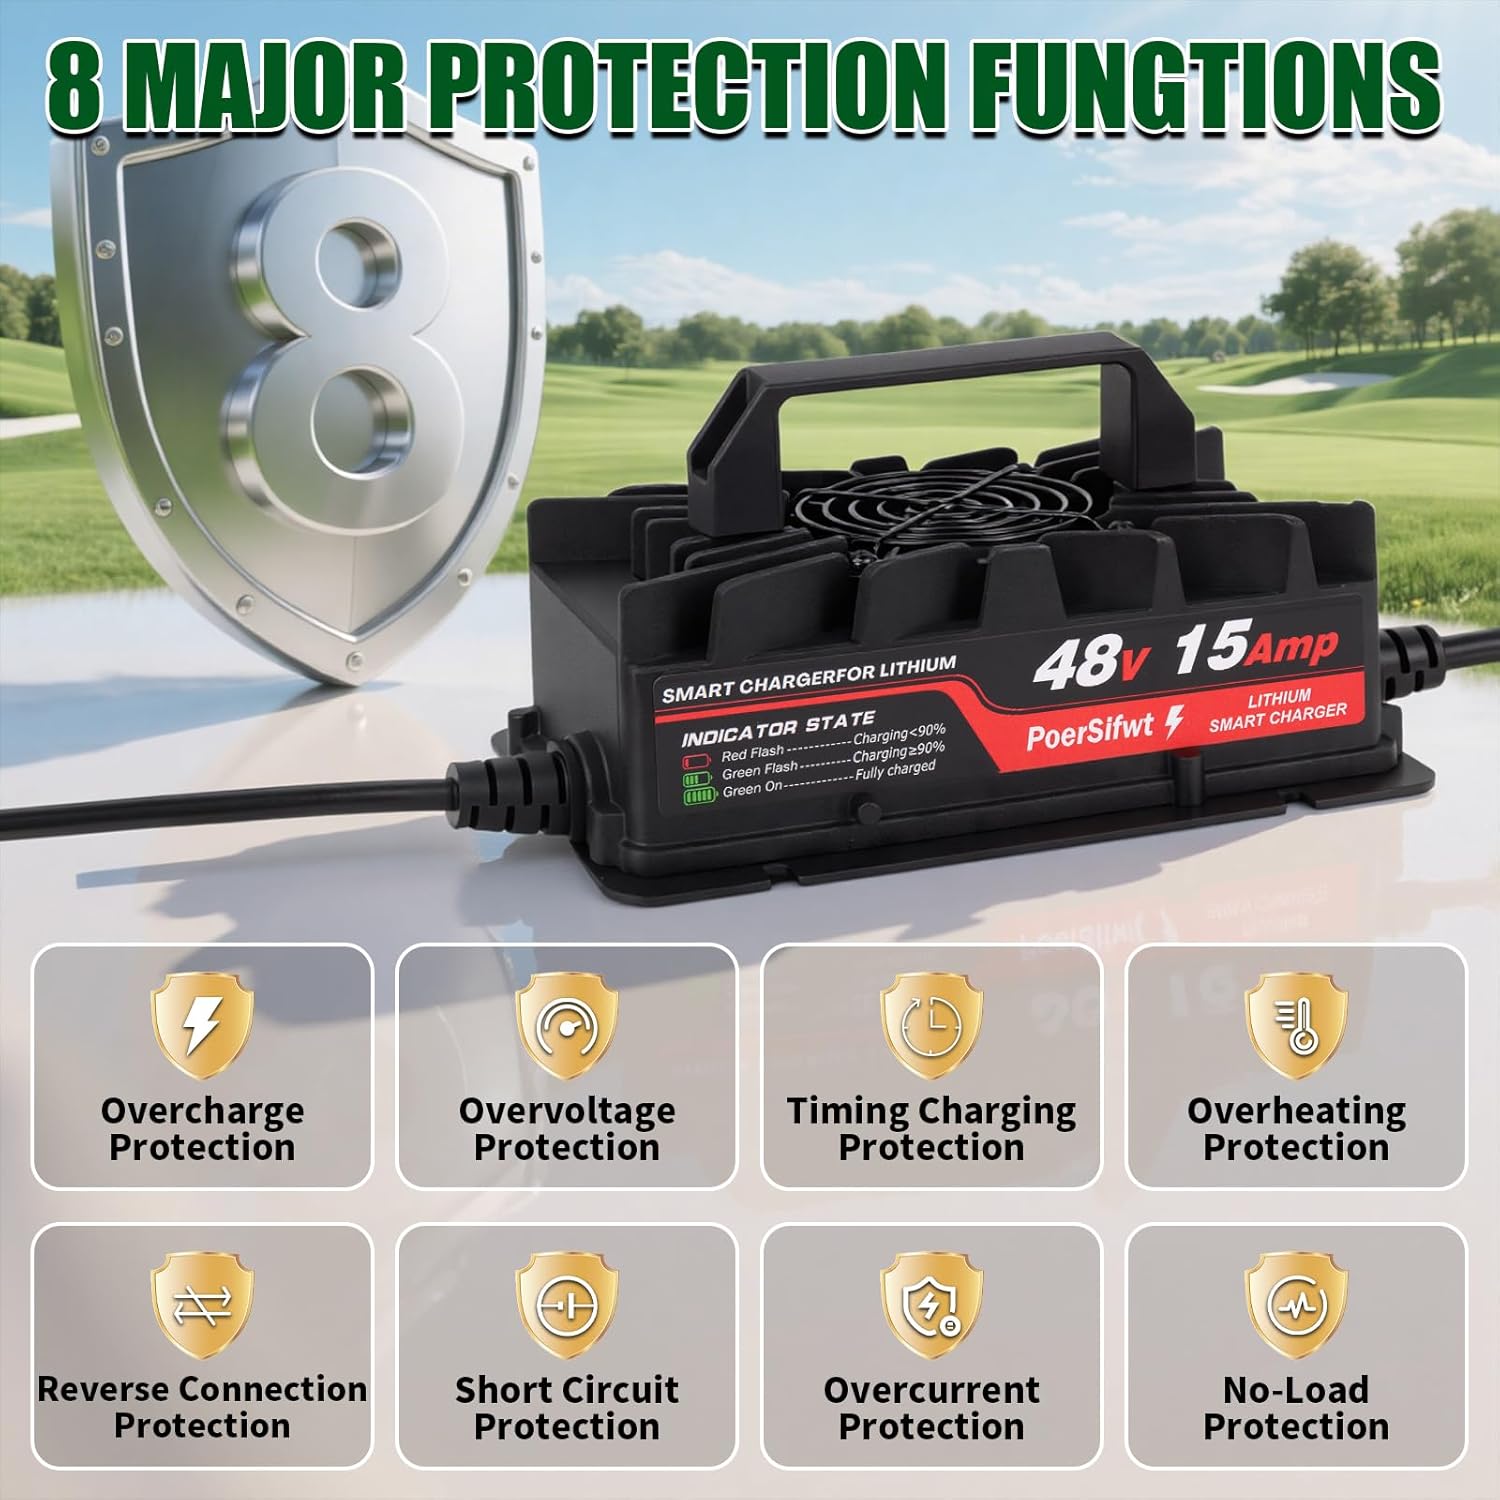 8 MAJOR PROTECTION FUNGTIONS
8
SMART CHARGERFOR LITHIUM
48V 15Amp
INDICATOR STATE
Red Flash ------------ Charging<90%
Green Flash ---------- Charging≥90%
Green On ------------- Fully charged
PoerSifwt
LITHIUM
SMART CHARGER
Overcharge
Protection
Overvoltage
Protection
Timing Charging
Protection
Overheating
Protection
Reverse Connection
Protection
Short Circuit
Protection
Overcurrent
Protection
No-Load
Protection